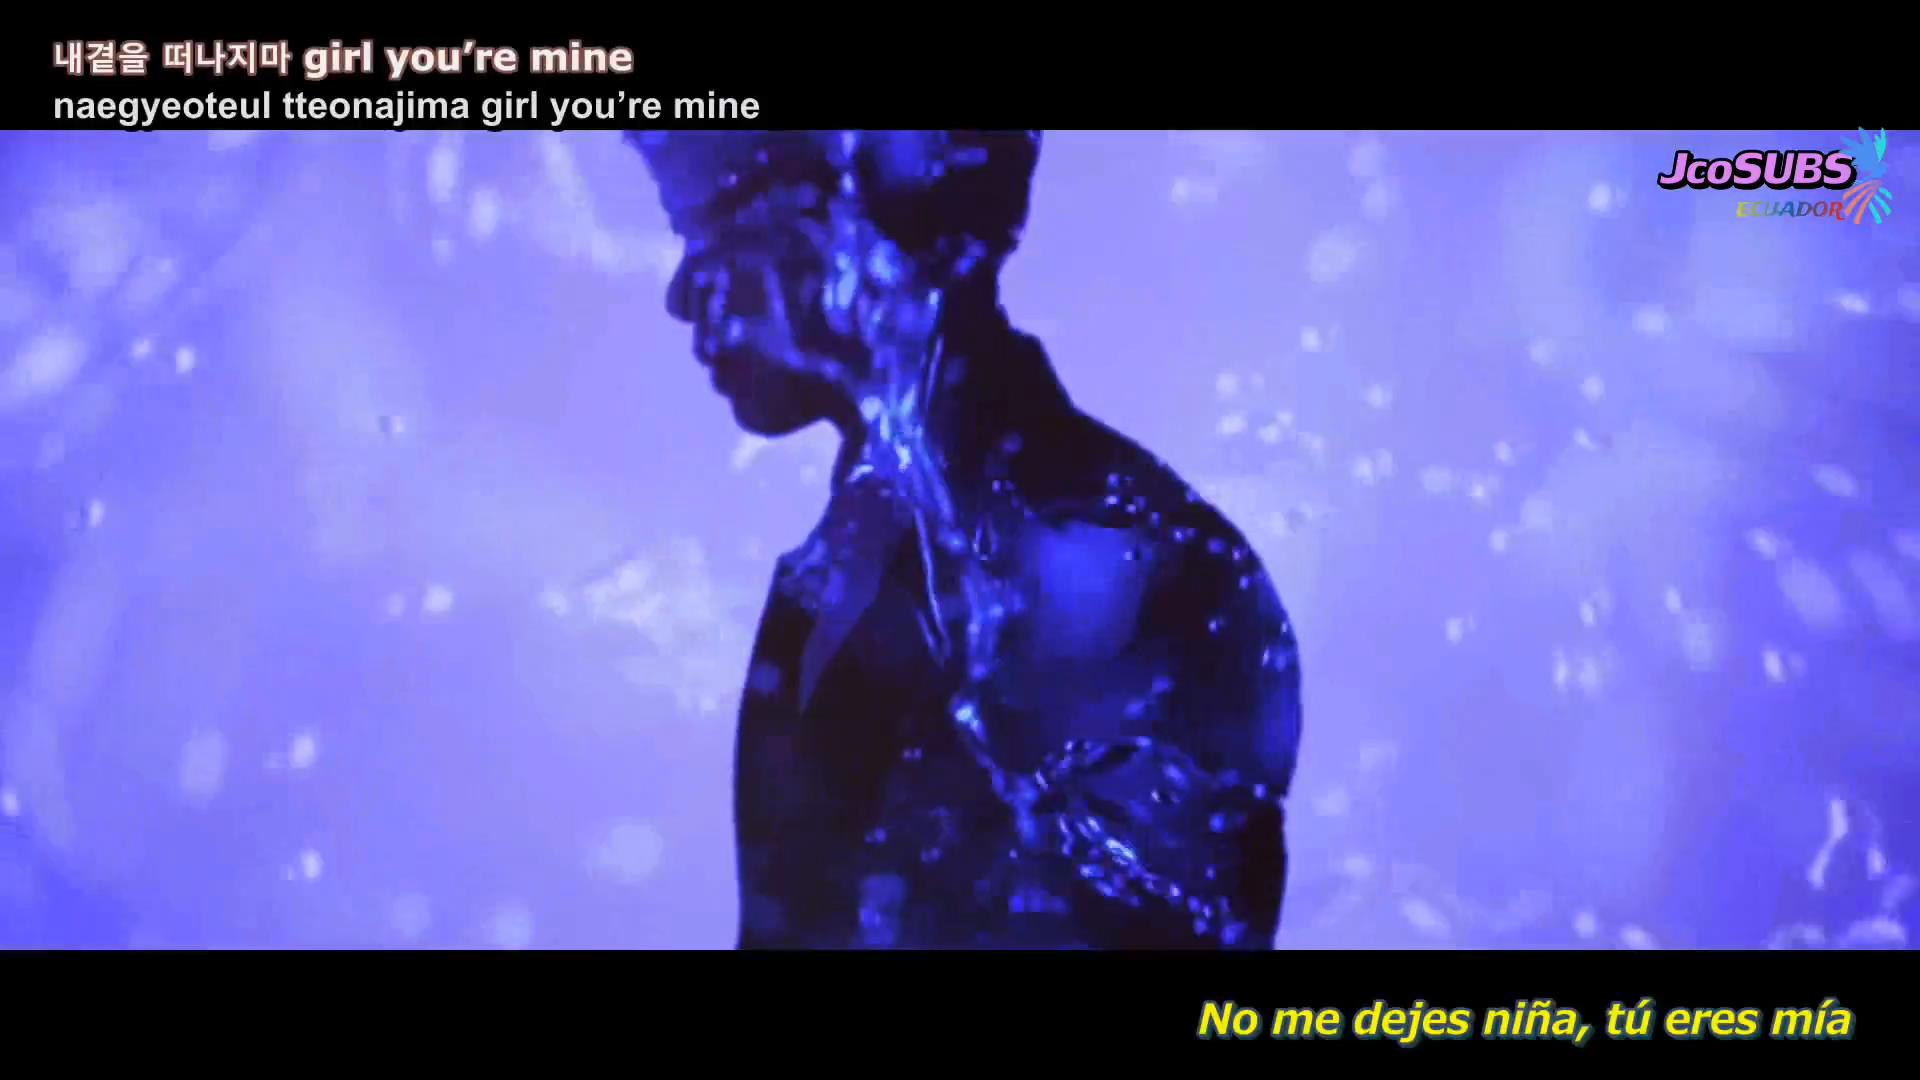 내곁을 떠나지마 girl you’re mine
naegyeoteul tteonajima girl you’re mine
JcoSUBS
ECUADOR
No me dejes niña, tú eres mía